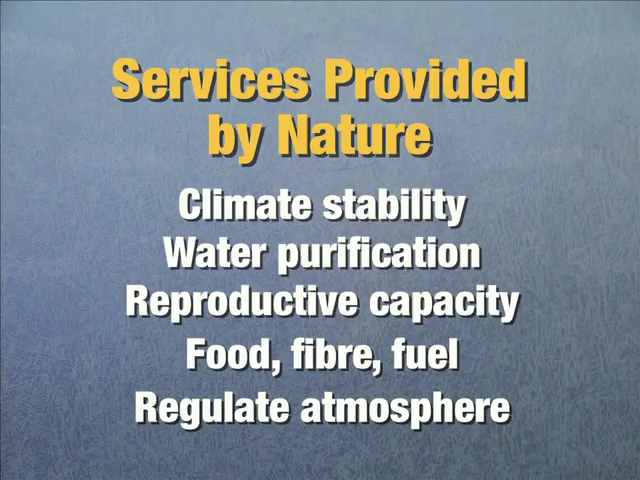 Services Provided
by Nature
Climate stability
Water purification
Reproductive capacity
Food, fibre, fuel
Regulate atmosphere